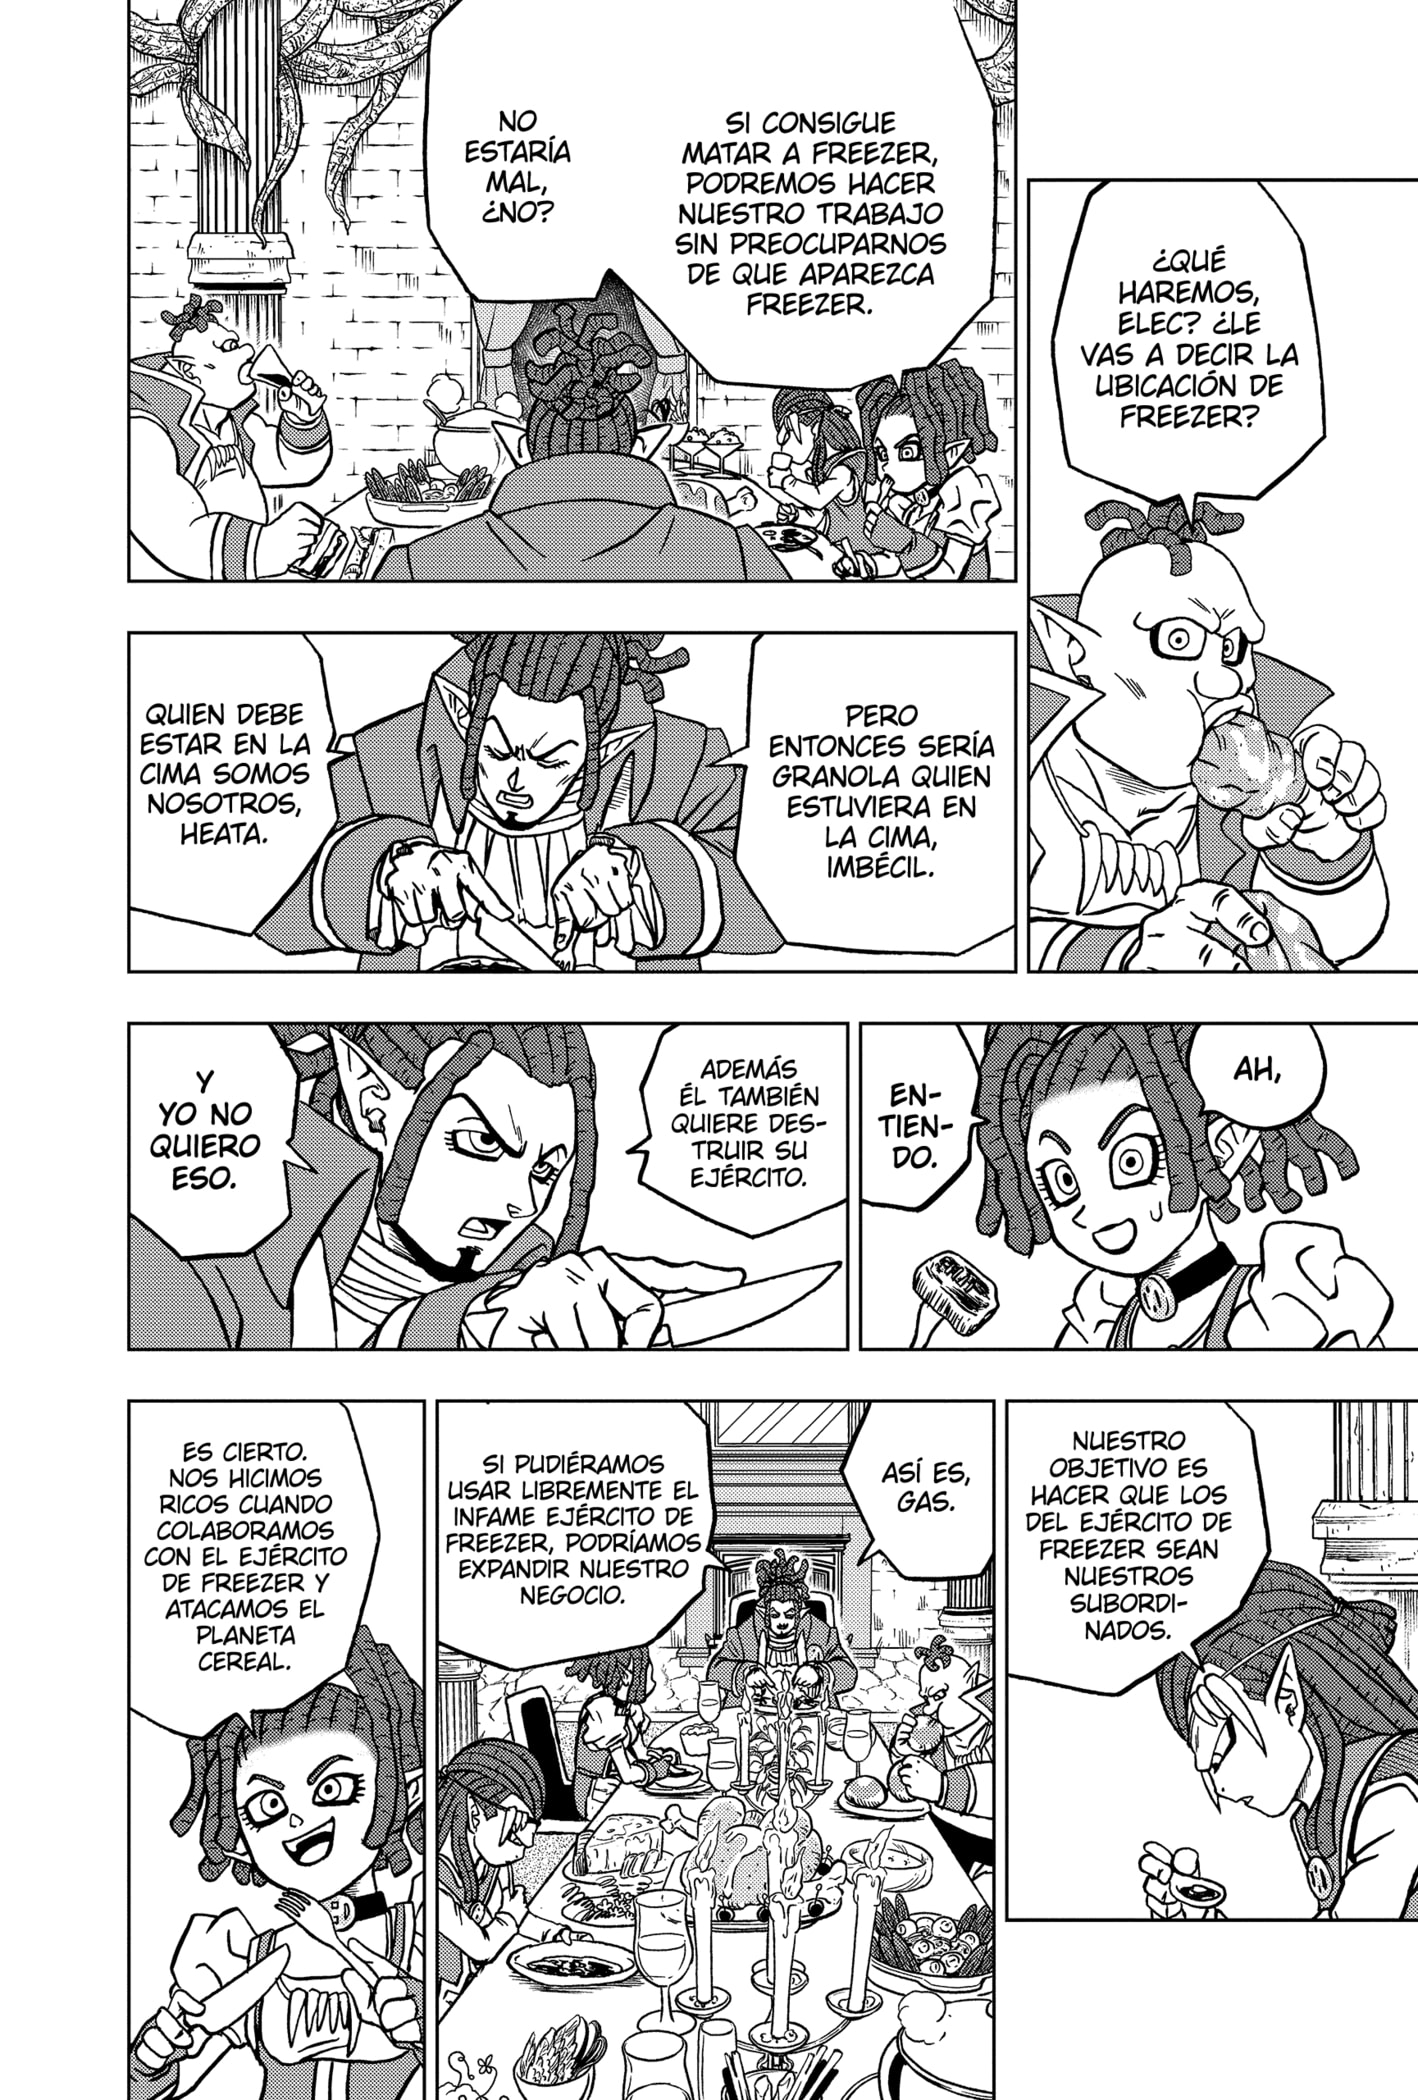 ¿QUÉ
HAREMOS,
ELEC? ¿LE
VAS A DECIR LA
UBICACIÓN DE
FREEZER?
SI CONSIGUE
MATAR A FREEZER,
PODREMOS HACER
NUESTRO TRABAJO
SIN PREOCUPARNOS
DE QUE APAREZCA
FREEZER.
NO
ESTARÍA
MAL,
¿NO?
PERO
ENTONCES SERÍA
GRANOLA QUIEN
ESTUVIERA EN
LA CIMA,
IMBÉCIL.
QUIEN DEBE
ESTAR EN LA
CIMA SOMOS
NOSOTROS,
HEATA.
AH,
EN-
TIEN-
DO.
ADEMÁS
ÉL TAMBIÉN
QUIERE DES-
TRUIR SU
EJÉRCITO.
Y
YO NO
QUIERO
ESO.
NUESTRO
OBJETIVO ES
HACER QUE LOS
DEL EJÉRCITO DE
FREEZER SEAN
NUESTROS
SUBORDI-
NADOS.
ASÍ ES,
GAS.
SI PUDIÉRAMOS
USAR LIBREMENTE EL
INFAME EJÉRCITO DE
FREEZER, PODRÍAMOS
EXPANDIR NUESTRO
NEGOCIO.
ES CIERTO.
NOS HICIMOS
RICOS CUANDO
COLABORAMOS
CON EL EJÉRCITO
DE FREEZER Y
ATACAMOS EL
PLANETA
CEREAL.